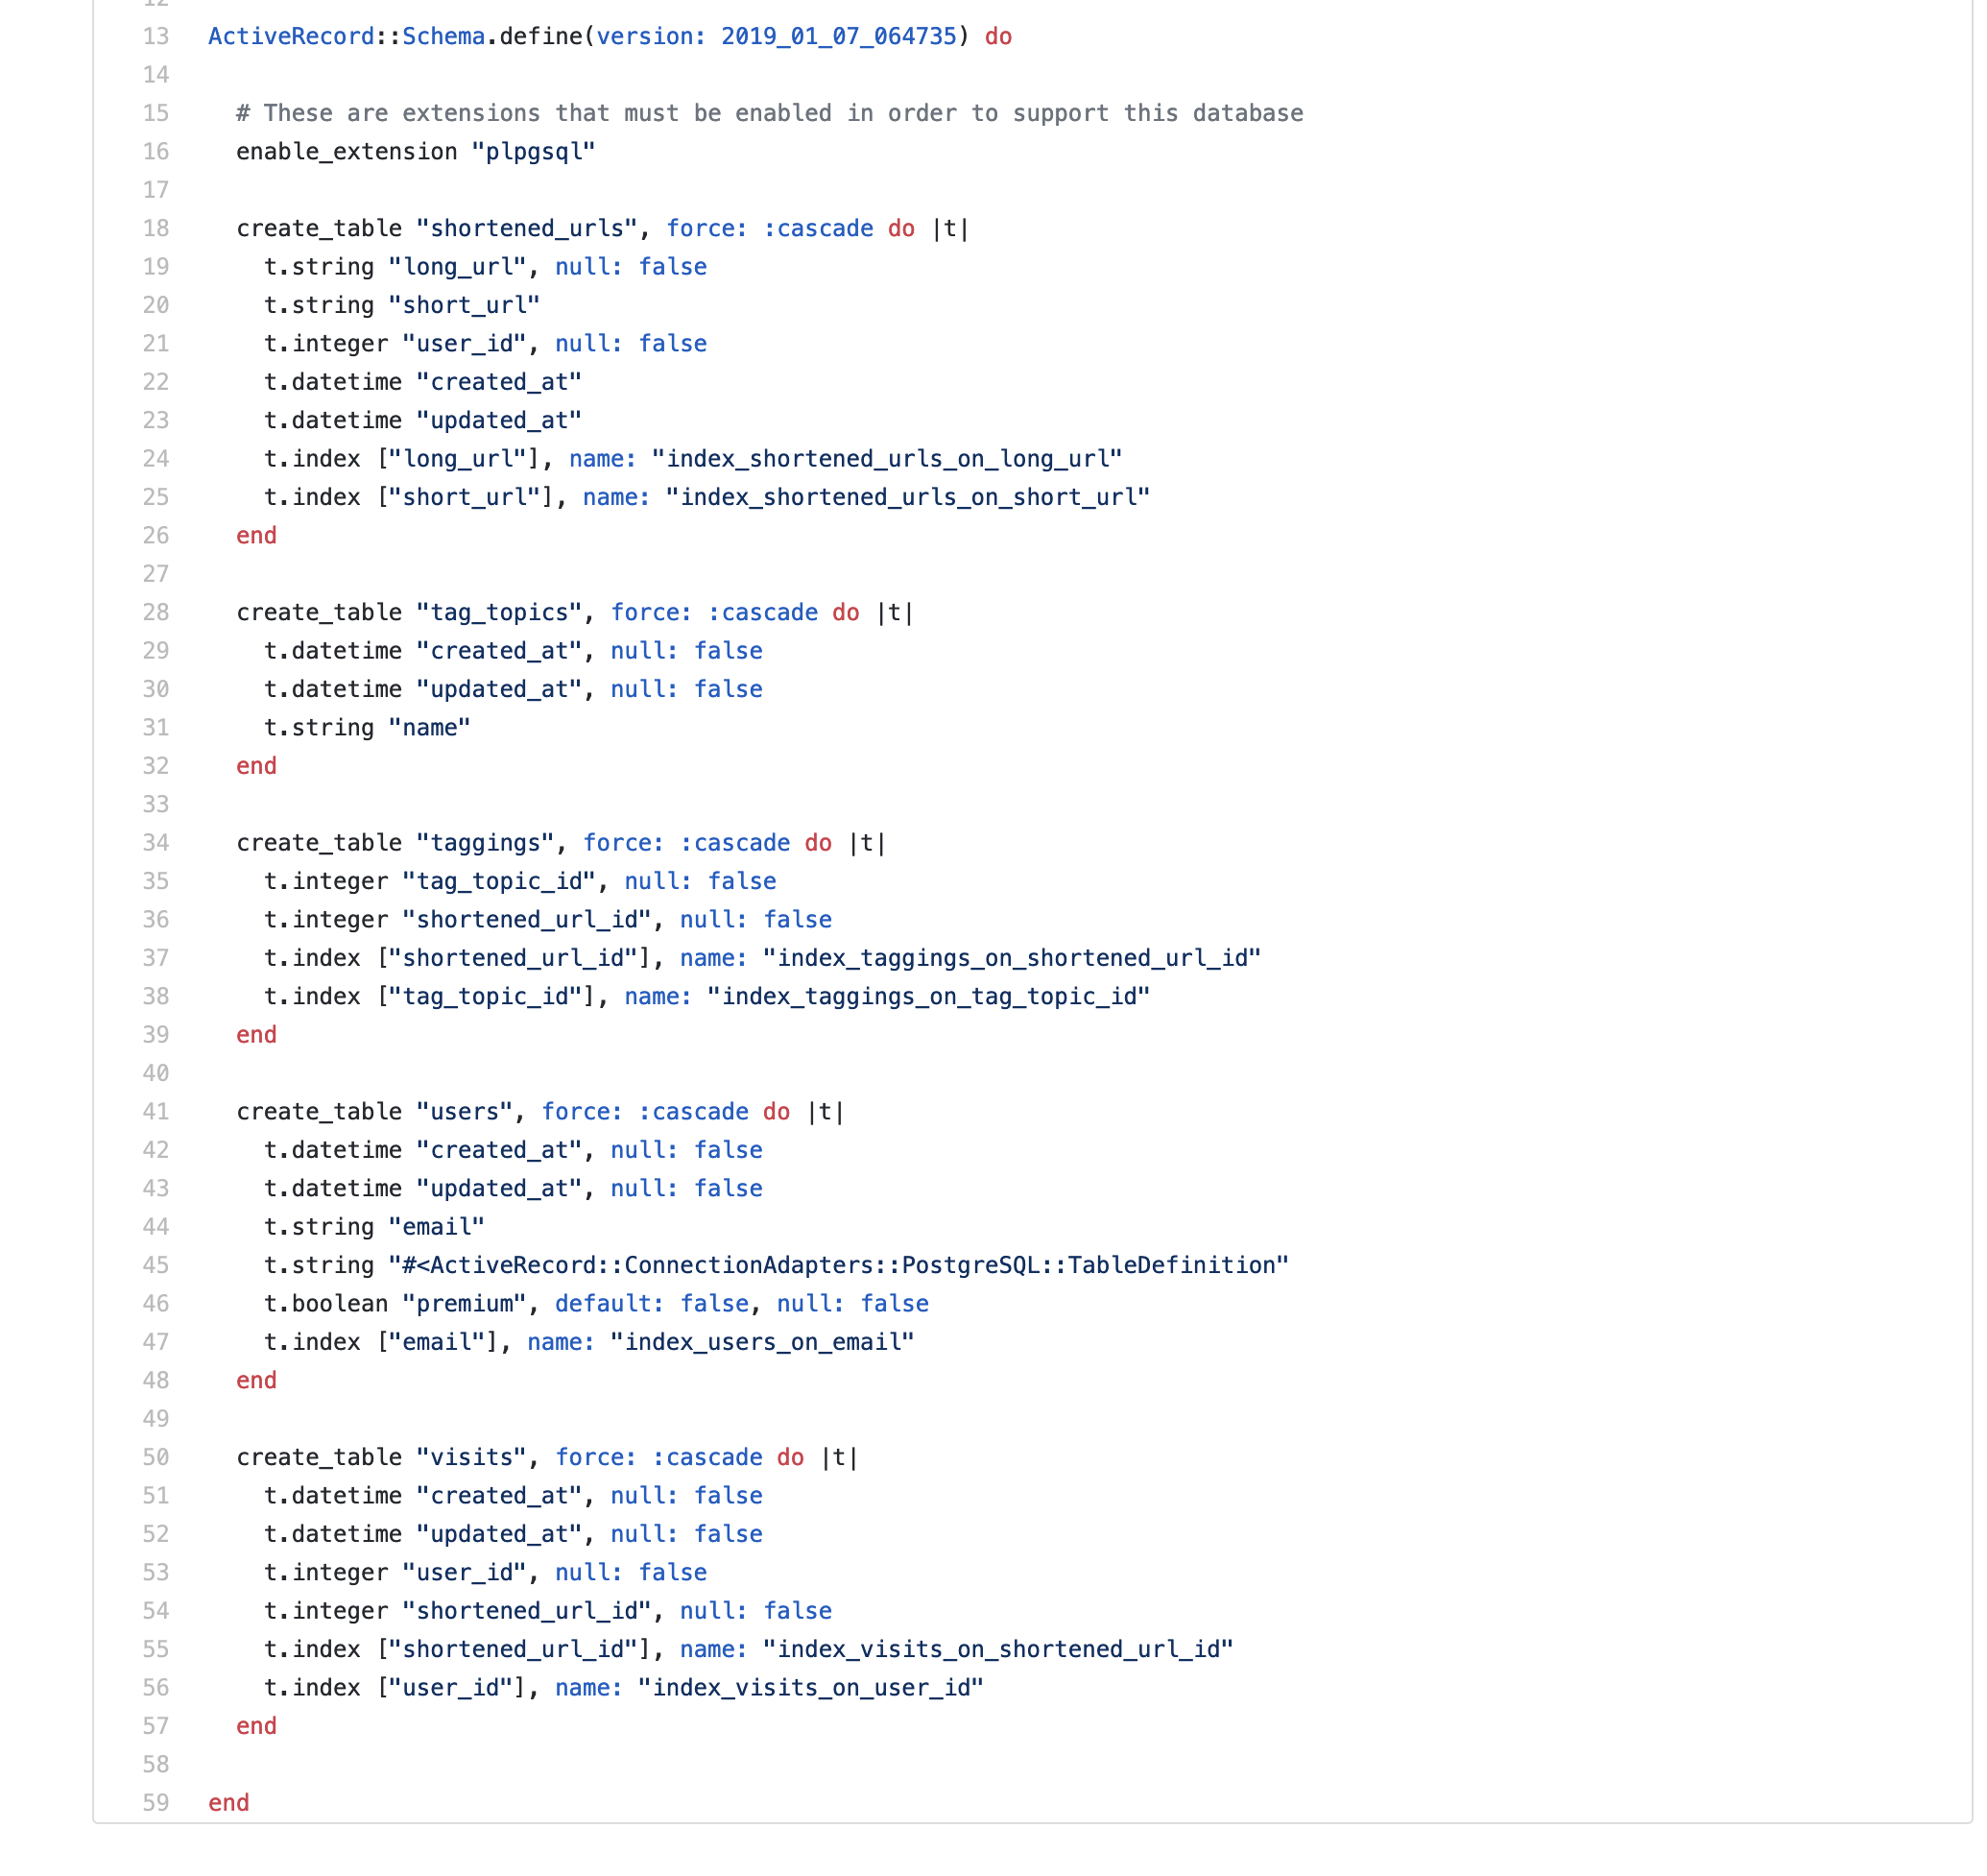 12
13 ActiveRecord::Schema.define(version: 2019_01_07_064735) do
14
15   # These are extensions that must be enabled in order to support this database
16   enable_extension "plpgsql"
17
18   create_table "shortened_urls", force: :cascade do |t|
19     t.string "long_url", null: false
20     t.string "short_url"
21     t.integer "user_id", null: false
22     t.datetime "created_at"
23     t.datetime "updated_at"
24     t.index ["long_url"], name: "index_shortened_urls_on_long_url"
25     t.index ["short_url"], name: "index_shortened_urls_on_short_url"
26   end
27
28   create_table "tag_topics", force: :cascade do |t|
29     t.datetime "created_at", null: false
30     t.datetime "updated_at", null: false
31     t.string "name"
32   end
33
34   create_table "taggings", force: :cascade do |t|
35     t.integer "tag_topic_id", null: false
36     t.integer "shortened_url_id", null: false
37     t.index ["shortened_url_id"], name: "index_taggings_on_shortened_url_id"
38     t.index ["tag_topic_id"], name: "index_taggings_on_tag_topic_id"
39   end
40
41   create_table "users", force: :cascade do |t|
42     t.datetime "created_at", null: false
43     t.datetime "updated_at", null: false
44     t.string "email"
45     t.string "#<ActiveRecord::ConnectionAdapters::PostgreSQL::TableDefinition"
46     t.boolean "premium", default: false, null: false
47     t.index ["email"], name: "index_users_on_email"
48   end
49
50   create_table "visits", force: :cascade do |t|
51     t.datetime "created_at", null: false
52     t.datetime "updated_at", null: false
53     t.integer "user_id", null: false
54     t.integer "shortened_url_id", null: false
55     t.index ["shortened_url_id"], name: "index_visits_on_shortened_url_id"
56     t.index ["user_id"], name: "index_visits_on_user_id"
57   end
58
59 end